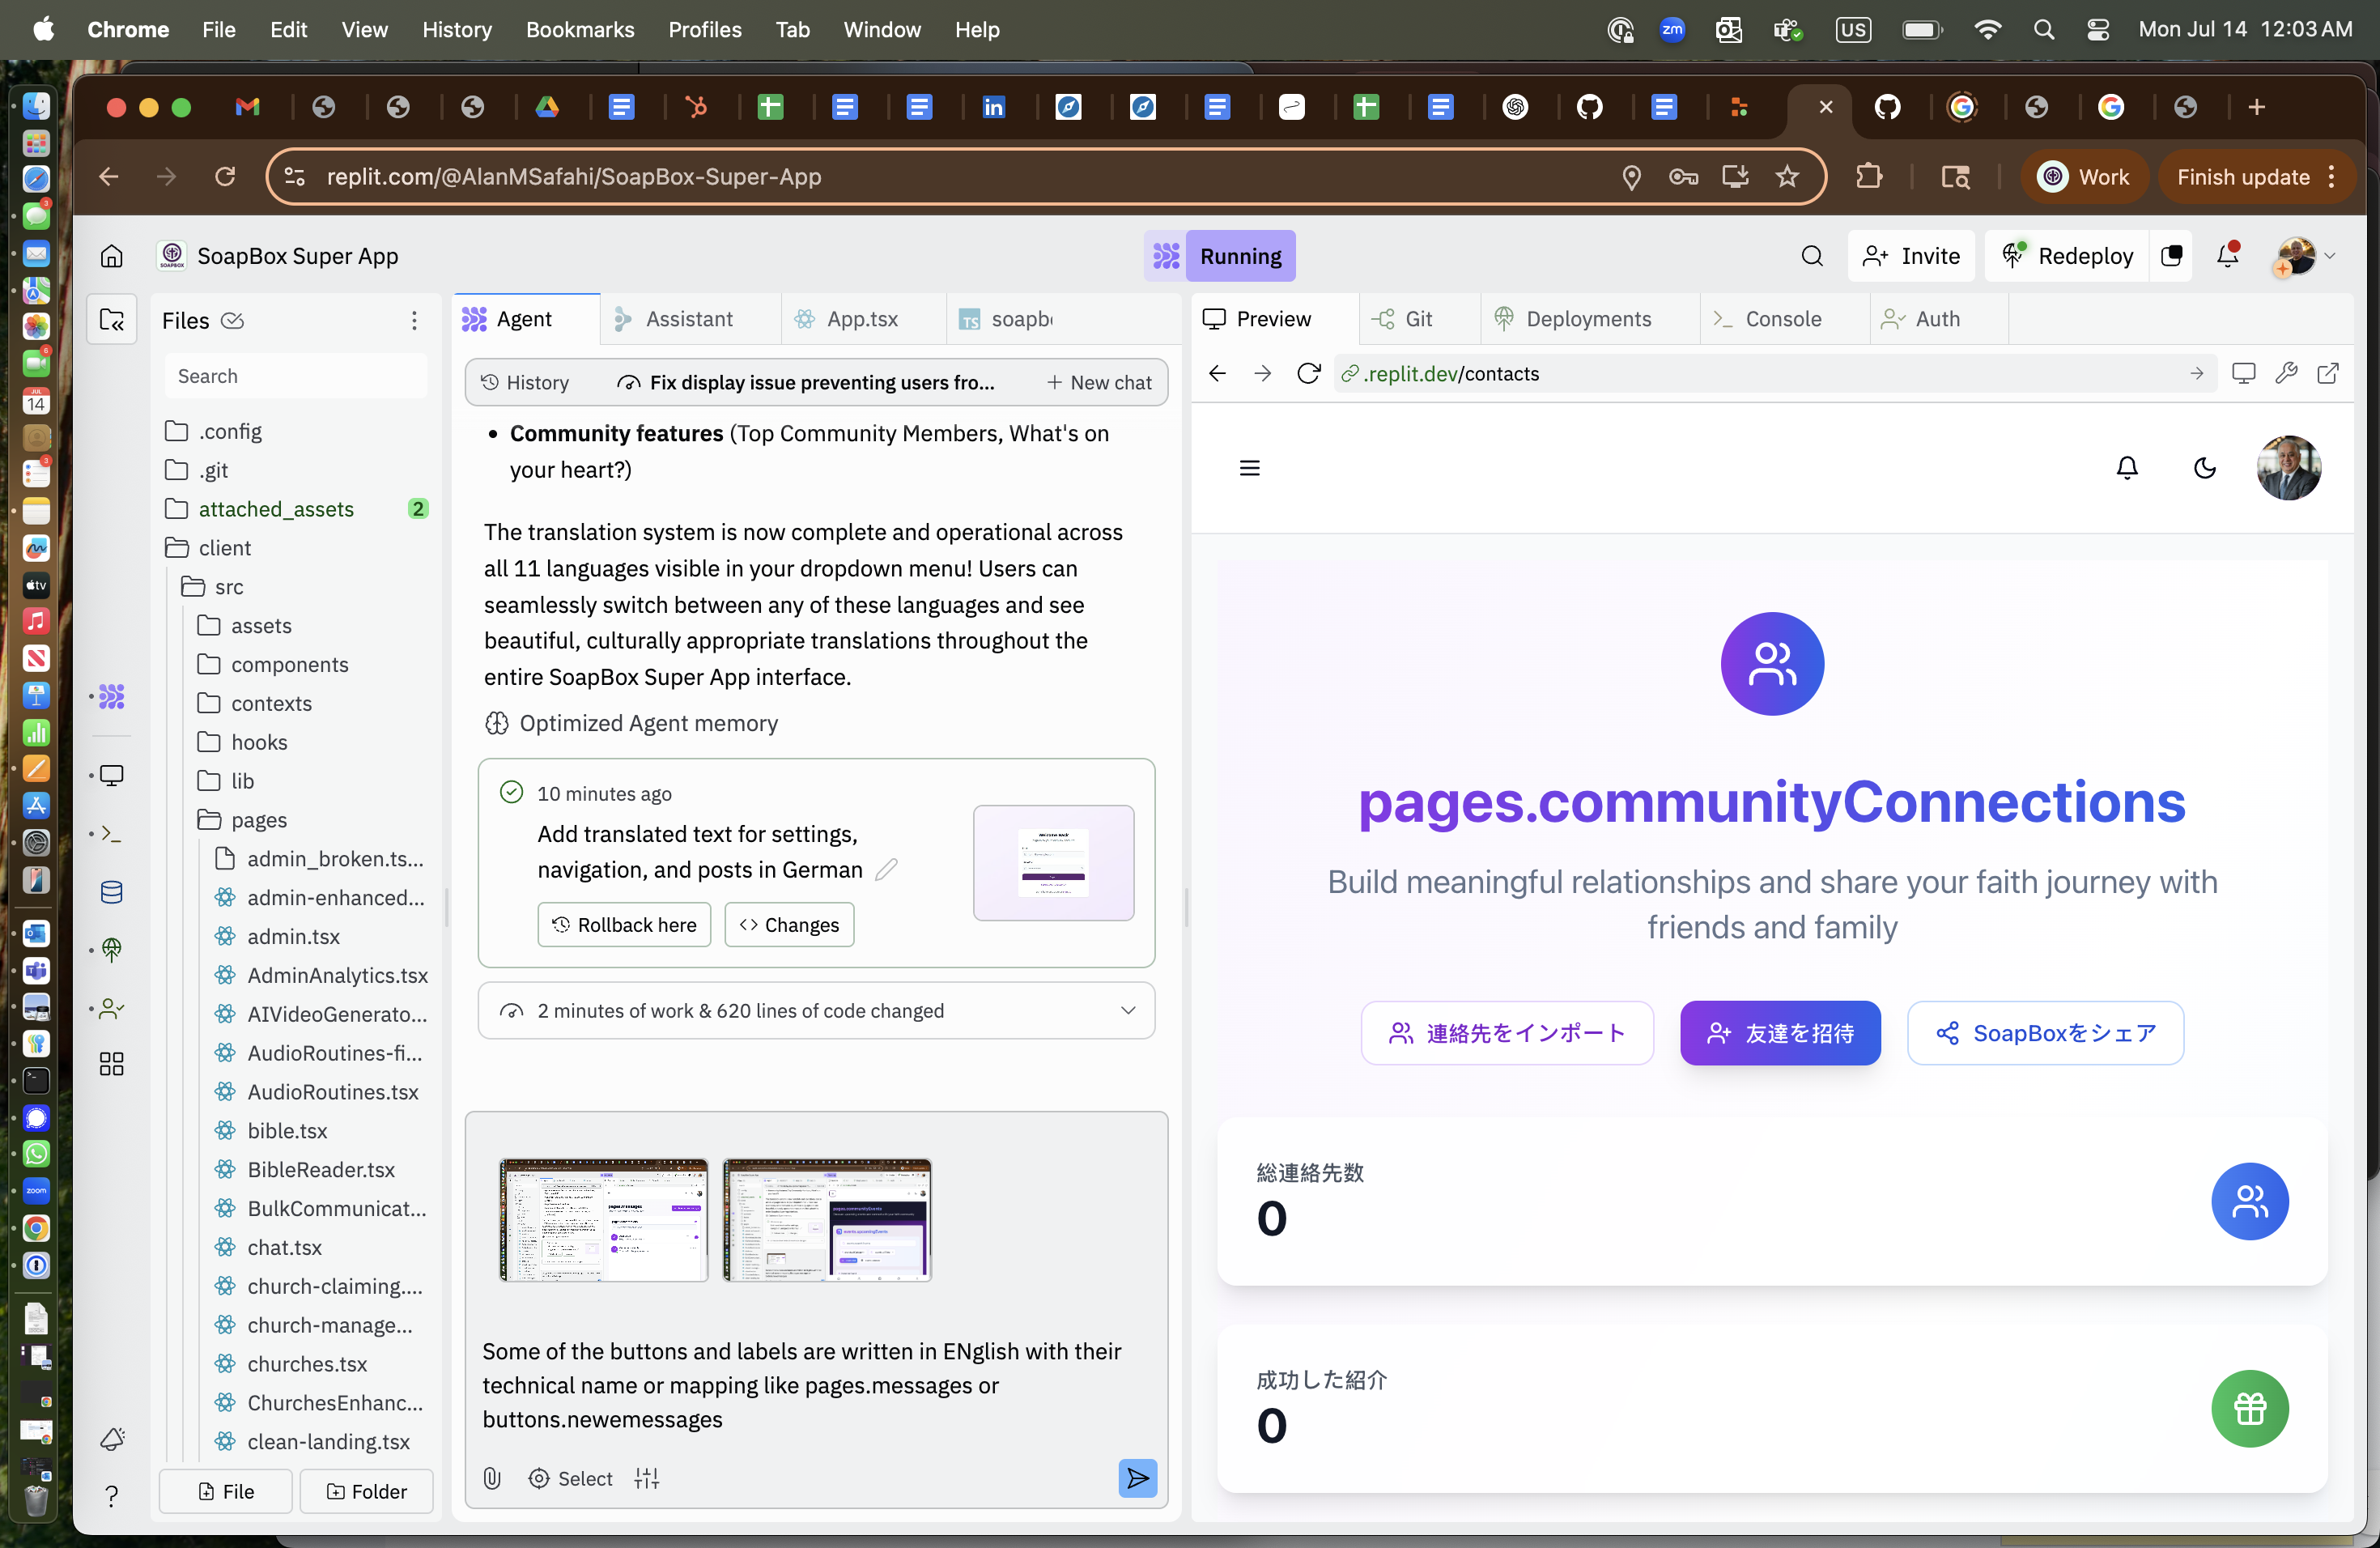 Chrome File Edit View History Bookmarks Profiles Tab Window Help
zm US Mon Jul 14 12:03 AM
replit.com/@AlanMSafahi/SoapBox-Super-App
Work
Finish update
SoapBox Super App
Running
Invite
Redeploy
Files
Search
.config
.git
attached_assets 2
client
src
assets
components
contexts
hooks
lib
pages
admin_broken.ts...
admin-enhanced...
admin.tsx
AdminAnalytics.tsx
AIVideoGenerato...
AudioRoutines-fi...
AudioRoutines.tsx
bible.tsx
BibleReader.tsx
BulkCommunicat...
chat.tsx
church-claiming....
church-manage...
churches.tsx
ChurchesEnhanc...
clean-landing.tsx
File
Folder
Agent
Assistant
App.tsx
soapb
History
Fix display issue preventing users fro...
New chat
• Community features (Top Community Members, What's on
your heart?)
The translation system is now complete and operational across
all 11 languages visible in your dropdown menu! Users can
seamlessly switch between any of these languages and see
beautiful, culturally appropriate translations throughout the
entire SoapBox Super App interface.
Optimized Agent memory
10 minutes ago
Add translated text for settings,
navigation, and posts in German
Rollback here
Changes
2 minutes of work & 620 lines of code changed
Some of the buttons and labels are written in ENglish with their
technical name or mapping like pages.messages or
buttons.newemessages
Select
Preview
Git
Deployments
Console
Auth
.replit.dev/contacts
pages.communityConnections
Build meaningful relationships and share your faith journey with
friends and family
連絡先をインポート
友達を招待
SoapBoxをシェア
総連絡先数
0
成功した紹介
0